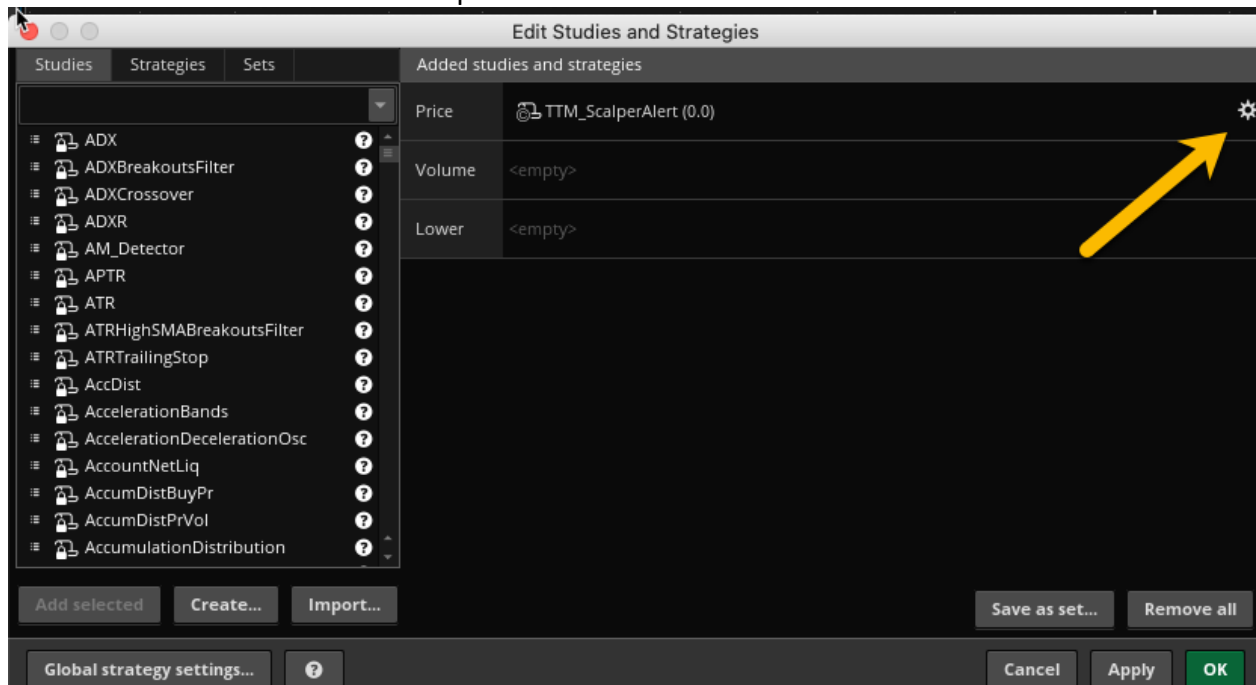 Edit Studies and Strategies
Studies Strategies Sets
Added studies and strategies
Price TTM_ScalperAlert (0.0)
Volume <empty>
Lower <empty>
ADX
ADXBreakoutsFilter
ADXCrossover
ADXR
AM_Detector
APTR
ATR
ATRHighSMABreakoutsFilter
ATRTrailingStop
AccDist
AccelerationBands
AccelerationDecelerationOsc
AccountNetLiq
AccumDistBuyPr
AccumDistPrVol
AccumulationDistribution
Add selected Create... Import...
Save as set... Remove all
Global strategy settings... ?
Cancel Apply OK